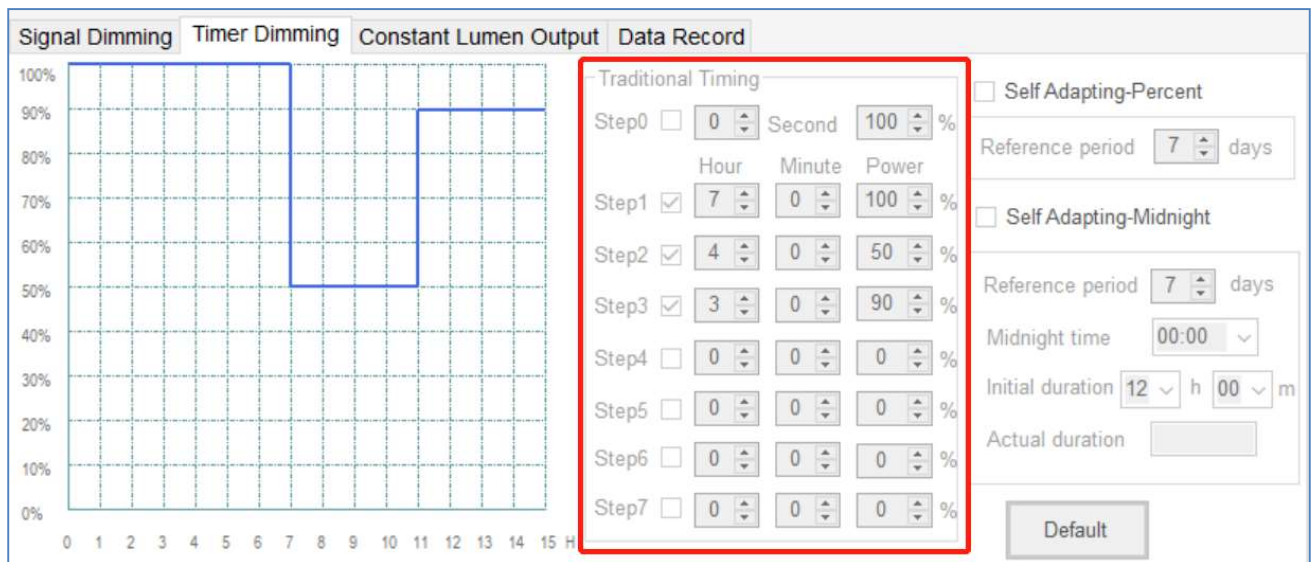 Signal Dimming Timer Dimming Constant Lumen Output Data Record
100%
90%
80%
70%
60%
50%
40%
30%
20%
10%
0%
0 1 2 3 4 5 6 7 8 9 10 11 12 13 14 15 H
Traditional Timing
Step0 0 Second 100 %
Hour Minute Power
Step1 7 0 100 %
Step2 4 0 50 %
Step3 3 0 90 %
Step4 0 0 0 %
Step5 0 0 0 %
Step6 0 0 0 %
Step7 0 0 0 %
Self Adapting-Percent
Reference period 7 days
Self Adapting-Midnight
Reference period 7 days
Midnight time 00:00
Initial duration 12 h 00 m
Actual duration
Default